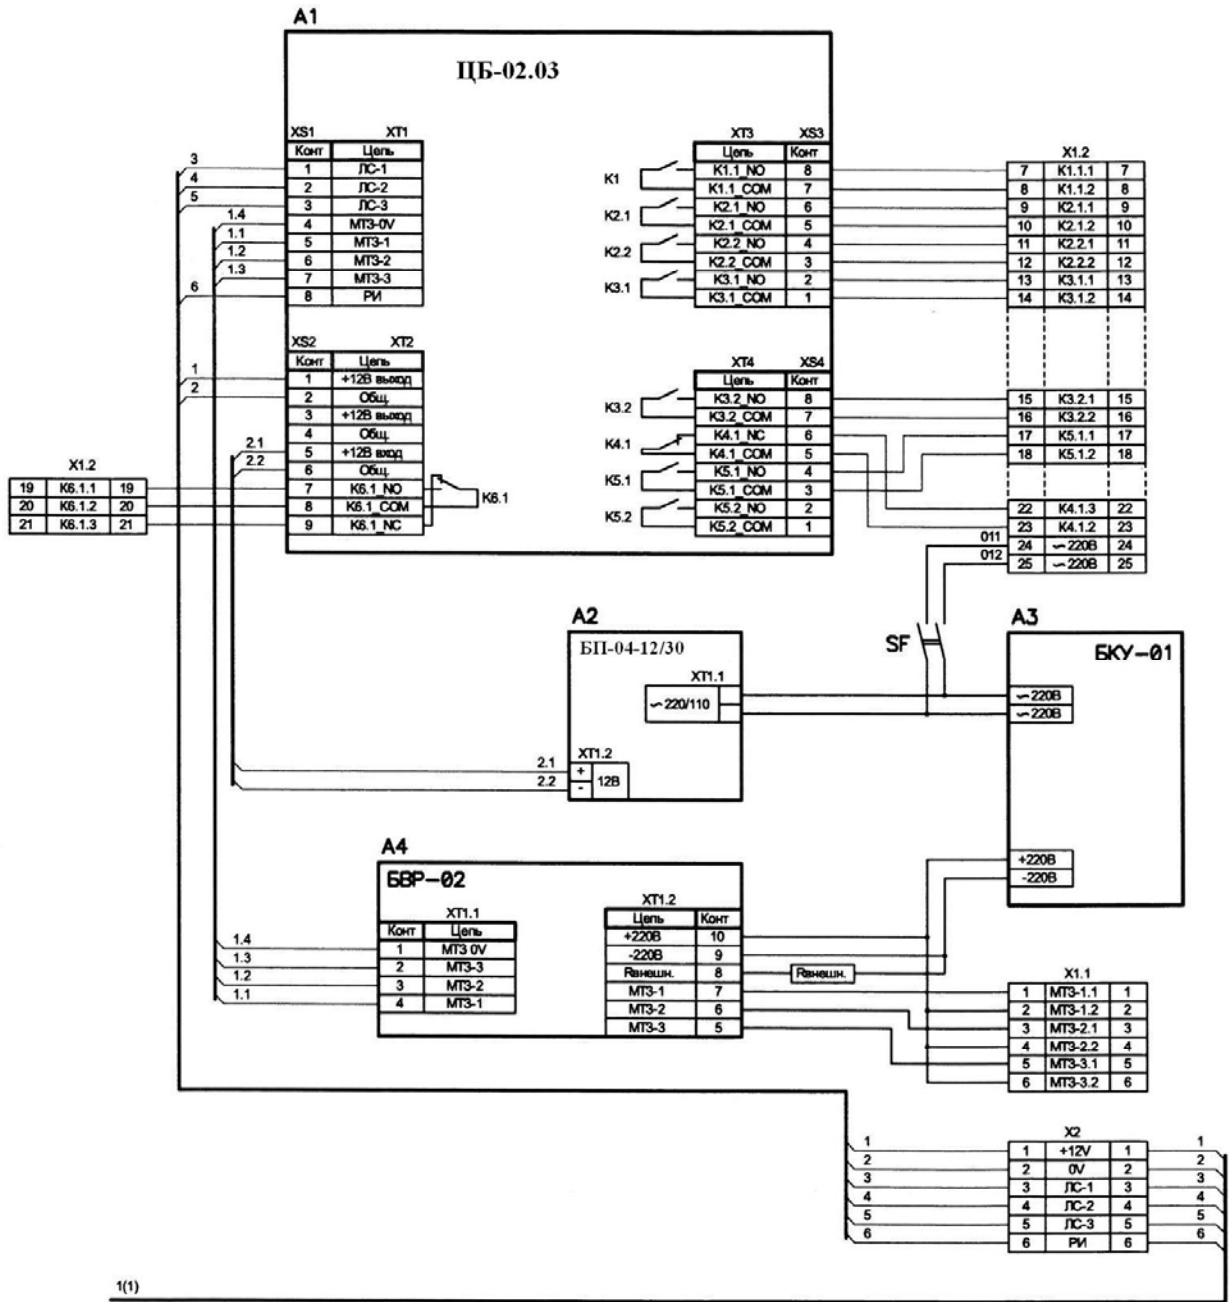 A1
ЦБ-02.03
XS1 XT1
Конт Цепь
3 1 ЛС-1
4 2 ЛС-2
5 3 ЛС-3
1.4 4 МТЗ-0V
1.1 5 МТЗ-1
1.2 6 МТЗ-2
1.3 7 МТЗ-3
6 8 РИ
XT3 XS3
Цепь Конт
K1
K1.1_NO 8
K1.1_COM 7
K2.1
K2.1_NO 6
K2.1_COM 5
K2.2
K2.2_NO 4
K2.2_COM 3
K3.1
K3.1_NO 2
K3.1_COM 1
X1.2
7 K1.1.1 7
8 K1.1.2 8
9 K2.1.1 9
10 K2.1.2 10
11 K2.2.1 11
12 K2.2.2 12
13 K3.1.1 13
14 K3.1.2 14
XS2 XT2
Конт Цепь
1 1 +12В выход
2 2 Общ.
3 +12В выход
4 Общ.
2.1 5 +12В вход
2.2 6 Общ.
7 K6.1_NO
8 K6.1_COM
9 K6.1_NC
K6.1
X1.2
19 K6.1.1 19
20 K6.1.2 20
21 K6.1.3 21
XT4 XS4
Цепь Конт
K3.2
K3.2_NO 8
K3.2_COM 7
K4.1
K4.1_NC 6
K4.1_COM 5
K5.1
K5.1_NO 4
K5.1_COM 3
K5.2
K5.2_NO 2
K5.2_COM 1
15 K3.2.1 15
16 K3.2.2 16
17 K5.1.1 17
18 K5.1.2 18
22 K4.1.3 22
23 K4.1.2 23
011 24 ~220В 24
012 25 ~220В 25
A2
БП-04-12/30
XT1.1
~220/110
XT1.2
2.1 +
2.2 -
12В
SF
A3
БКУ-01
~220В
~220В
+220В
-220В
A4
БВР-02
XT1.1
Конт Цепь
1.4 1 МТЗ 0V
1.3 2 МТЗ-3
1.2 3 МТЗ-2
1.1 4 МТЗ-1
XT1.2
Цепь Конт
+220В 10
-220В 9
Rвнешн. 8
МТЗ-1 7
МТЗ-2 6
МТЗ-3 5
Rвнешн.
X1.1
1 МТЗ-1.1 1
2 МТЗ-1.2 2
3 МТЗ-2.1 3
4 МТЗ-2.2 4
5 МТЗ-3.1 5
6 МТЗ-3.2 6
X2
1 1 +12V 1 1
2 2 0V 2 2
3 3 ЛС-1 3 3
4 4 ЛС-2 4 4
5 5 ЛС-3 5 5
6 6 РИ 6 6
1(1)